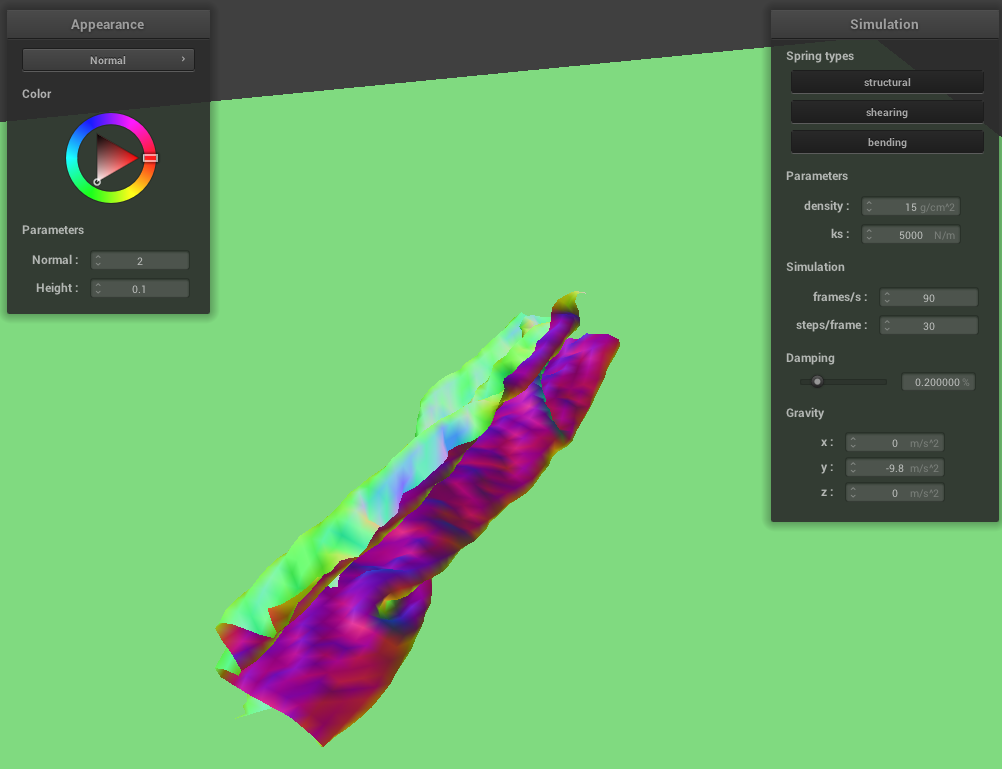 Appearance
Normal
Color
Parameters
Normal : 2
Height : 0.1
Simulation
Spring types
structural
shearing
bending
Parameters
density : 15 g/cm^2
ks : 5000 N/m
Simulation
frames/s : 90
steps/frame : 30
Damping
0.200000 %
Gravity
x : 0 m/s^2
y : -9.8 m/s^2
z : 0 m/s^2